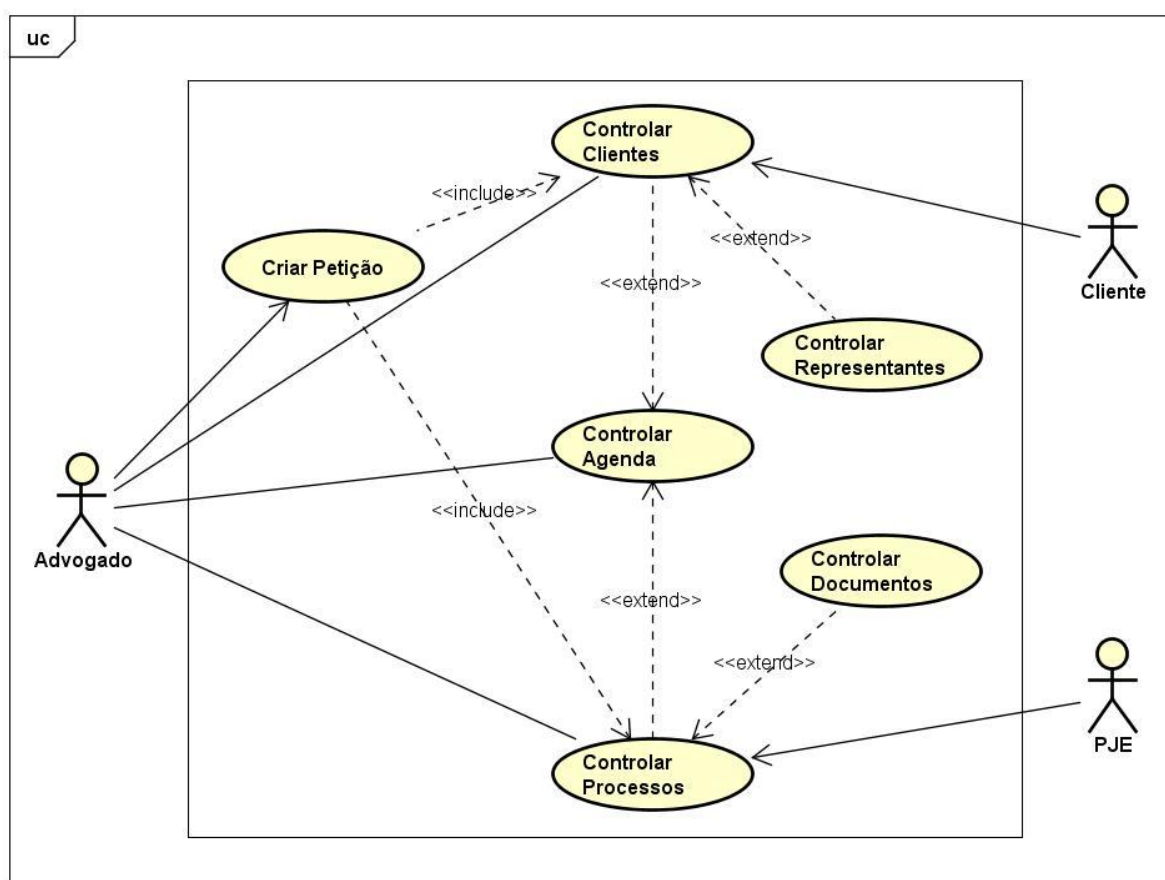 uc
Controlar
Clientes
<<include>>
<<extend>>
Criar Petição
<<extend>>
Cliente
Controlar
Representantes
Controlar
Agenda
<<include>>
Advogado
Controlar
Documentos
<<extend>>
<<extend>>
PJE
Controlar
Processos